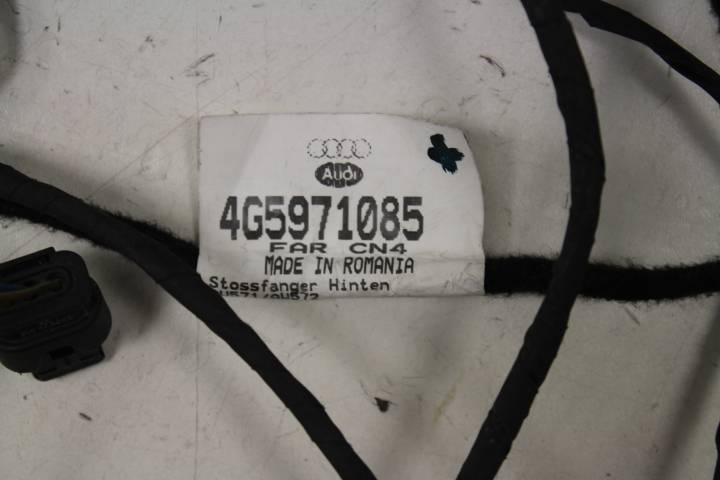 Audi
4G5971085
FAR CN4
MADE IN ROMANIA
Stossfanger Hinten